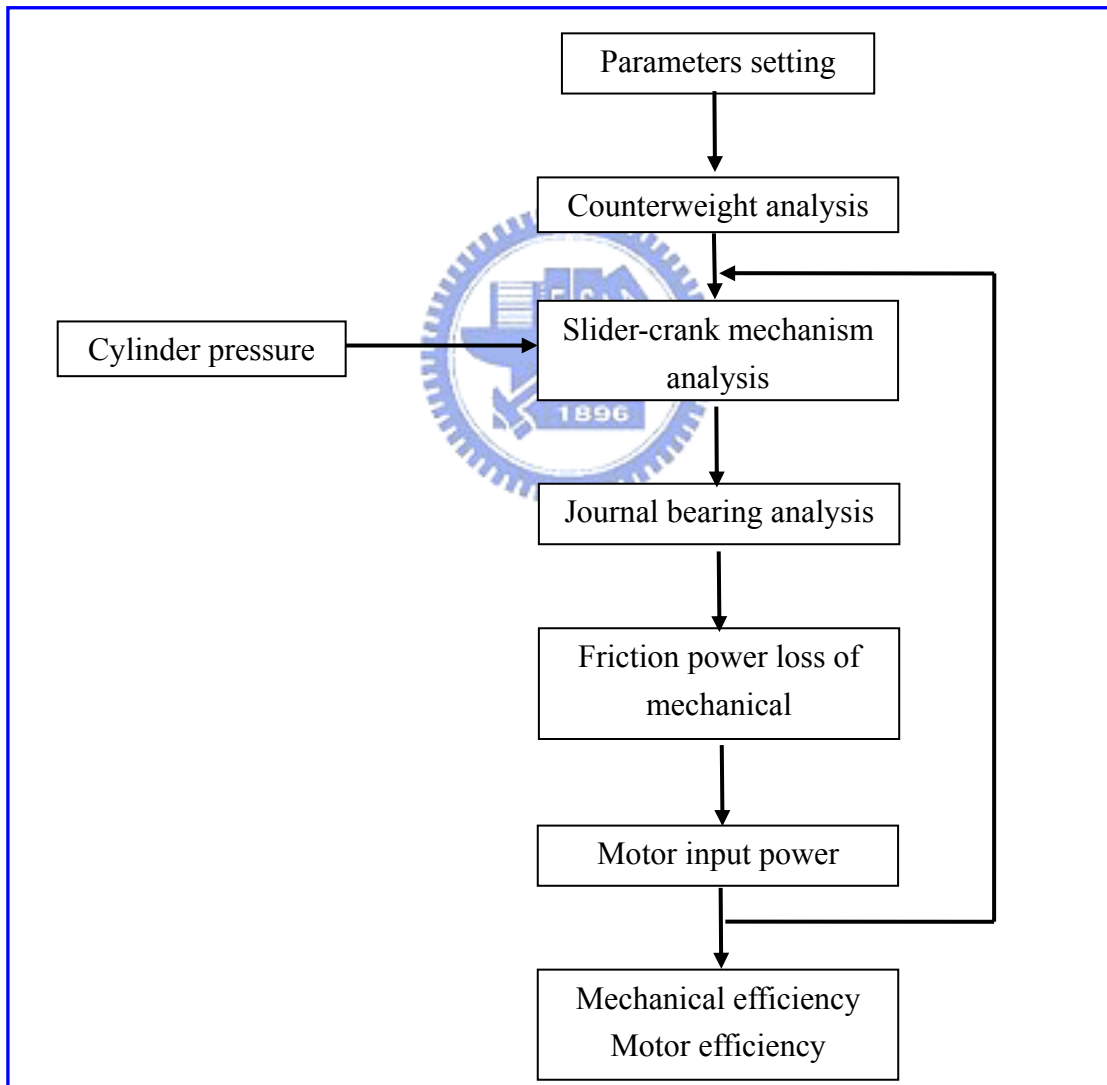 Parameters setting
Counterweight analysis
Cylinder pressure
Slider-crank mechanism
analysis
1896
Journal bearing analysis
Friction power loss of
mechanical
Motor input power
Mechanical efficiency
Motor efficiency